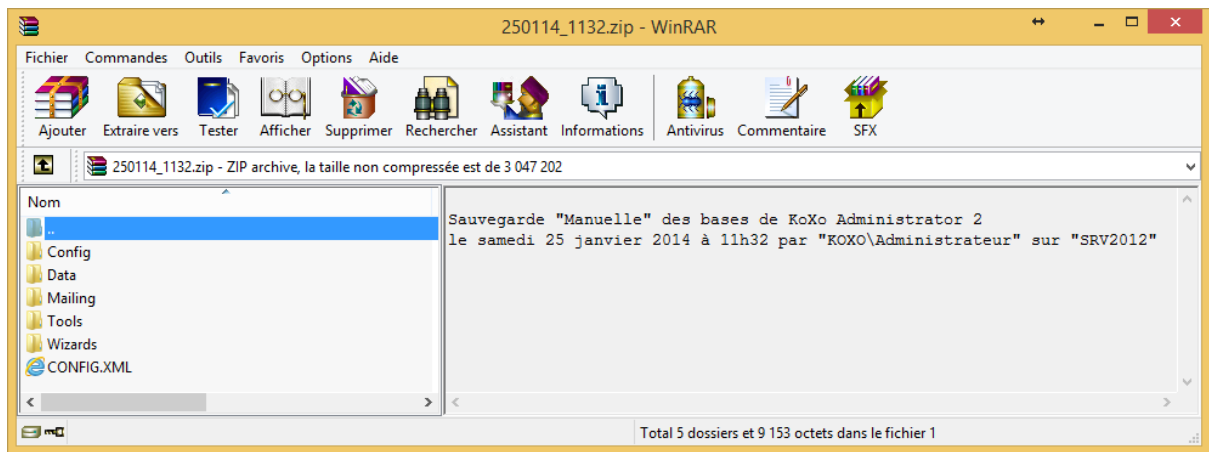 250114_1132.zip - WinRAR
Fichier Commandes Outils Favoris Options Aide
Ajouter Extraire vers Tester Afficher Supprimer Rechercher Assistant Informations Antivirus Commentaire SFX
250114_1132.zip - ZIP archive, la taille non compressée est de 3 047 202
Nom
..
Config
Data
Mailing
Tools
Wizards
CONFIG.XML
Sauvegarde "Manuelle" des bases de KoXo Administrator 2
le samedi 25 janvier 2014 à 11h32 par "KOXO\Administrateur" sur "SRV2012"
Total 5 dossiers et 9 153 octets dans le fichier 1